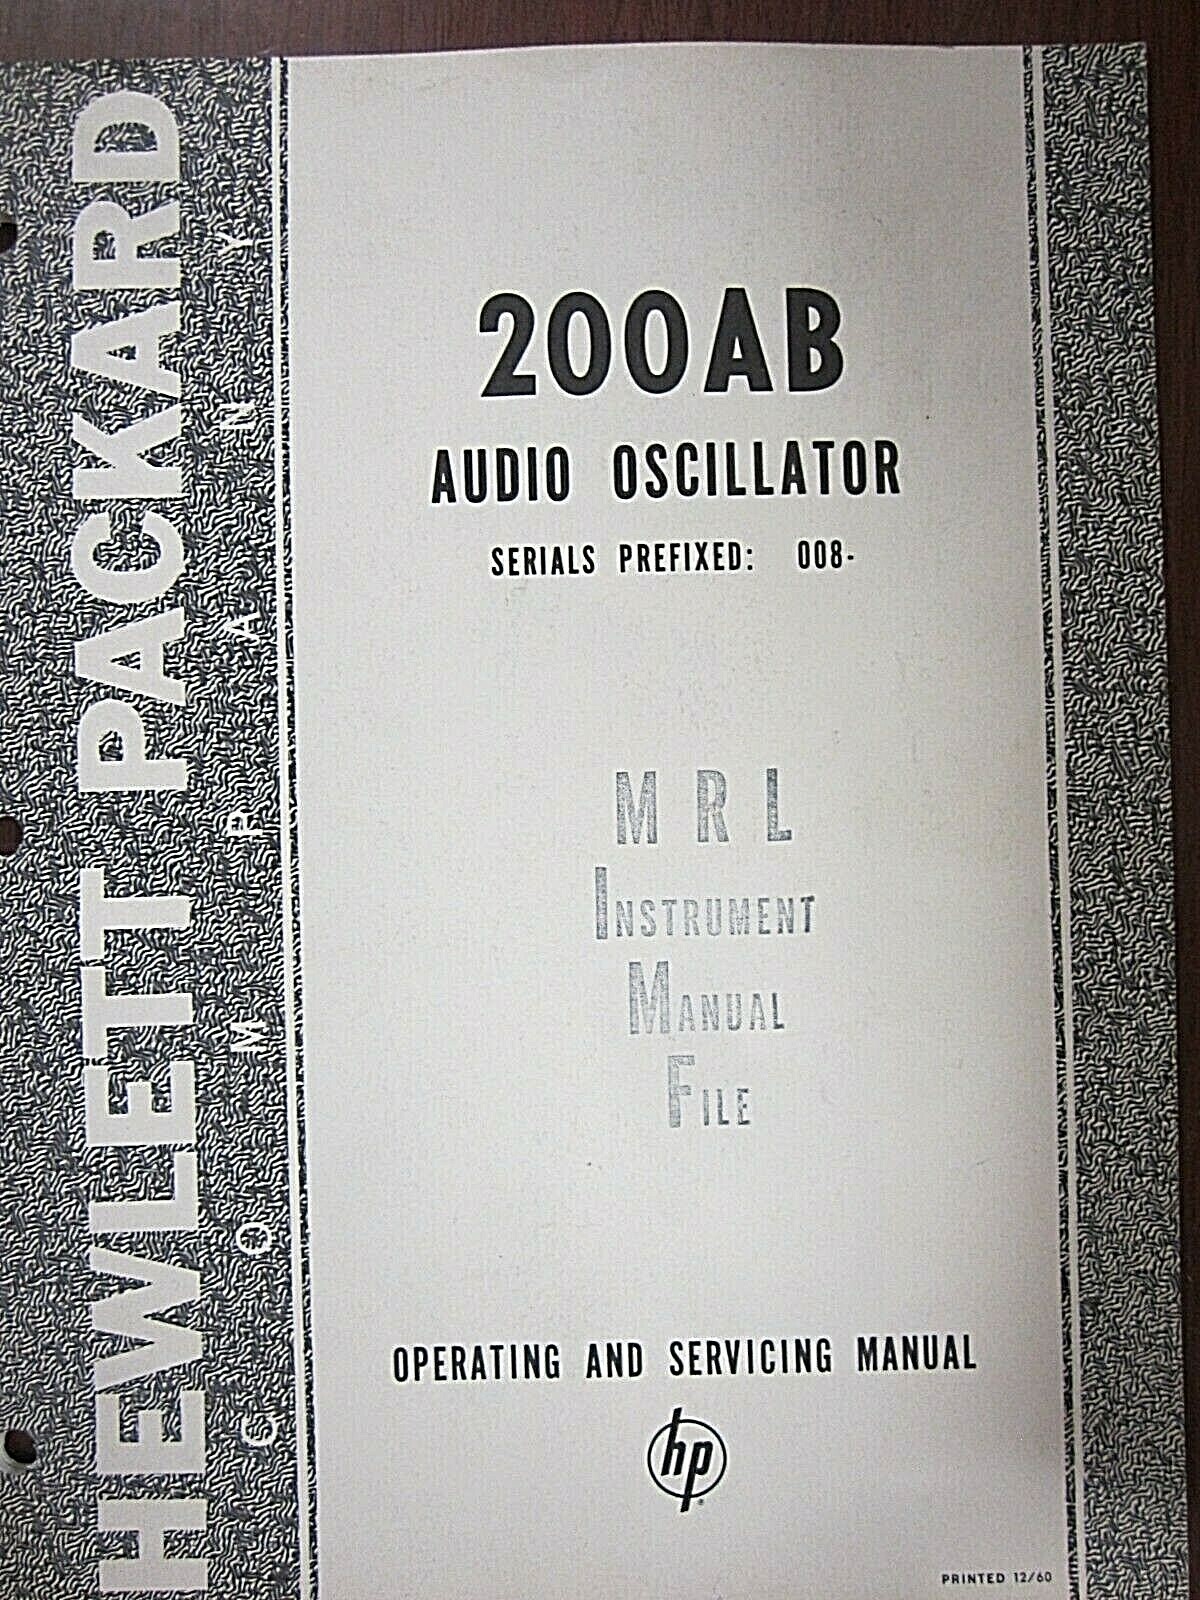 HEWLETT PACKARD
COMPANY
200AB
AUDIO OSCILLATOR
SERIALS PREFIXED: 008-
MRL
INSTRUMENT
MANUAL
FILE
OPERATING AND SERVICING MANUAL
hp
®
PRINTED 12/60